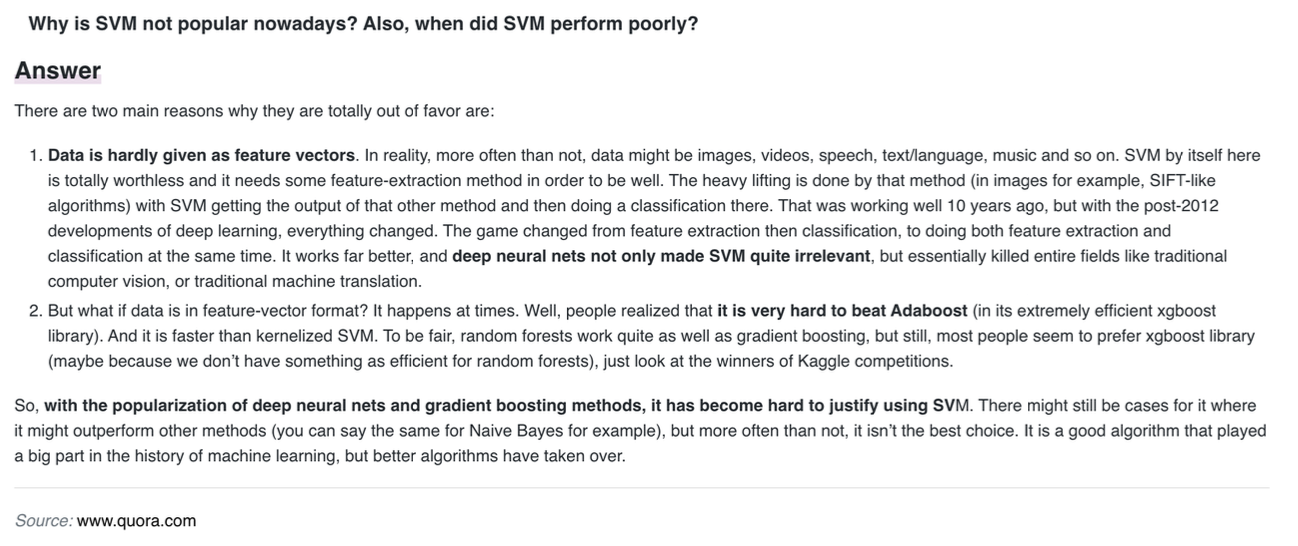 Why is SVM not popular nowadays? Also, when did SVM perform poorly?
Answer
There are two main reasons why they are totally out of favor are:
1. Data is hardly given as feature vectors. In reality, more often than not, data might be images, videos, speech, text/language, music and so on. SVM by itself here
is totally worthless and it needs some feature-extraction method in order to be well. The heavy lifting is done by that method (in images for example, SIFT-like
algorithms) with SVM getting the output of that other method and then doing a classification there. That was working well 10 years ago, but with the post-2012
developments of deep learning, everything changed. The game changed from feature extraction then classification, to doing both feature extraction and
classification at the same time. It works far better, and deep neural nets not only made SVM quite irrelevant, but essentially killed entire fields like traditional
computer vision, or traditional machine translation.
2. But what if data is in feature-vector format? It happens at times. Well, people realized that it is very hard to beat Adaboost (in its extremely efficient xgboost
library). And it is faster than kernelized SVM. To be fair, random forests work quite as well as gradient boosting, but still, most people seem to prefer xgboost library
(maybe because we don't have something as efficient for random forests), just look at the winners of Kaggle competitions.
So, with the popularization of deep neural nets and gradient boosting methods, it has become hard to justify using SVM. There might still be cases for it where
it might outperform other methods (you can say the same for Naive Bayes for example), but more often than not, it isn't the best choice. It is a good algorithm that played
a big part in the history of machine learning, but better algorithms have taken over.
Source: www.quora.com